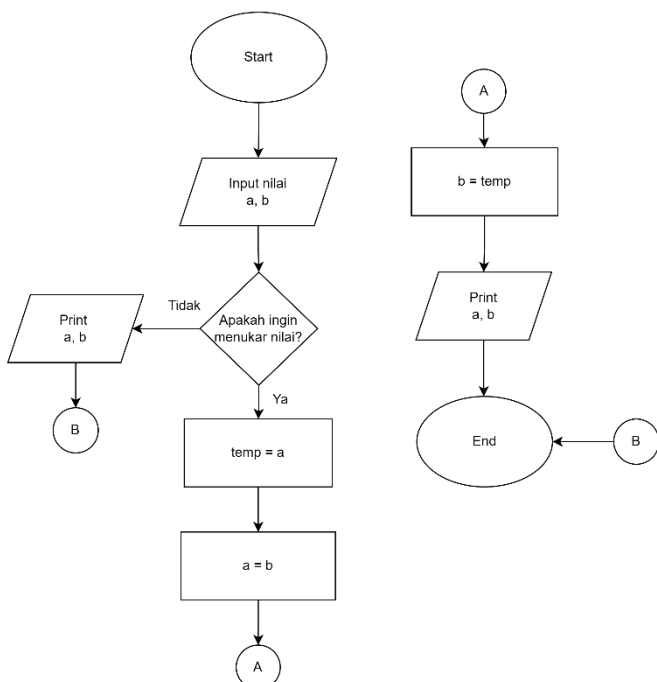 Start
Input nilai
a, b
Apakah ingin
menukar nilai?
Tidak
Print
a, b
B
Ya
temp = a
a = b
A
A
b = temp
Print
a, b
End
B